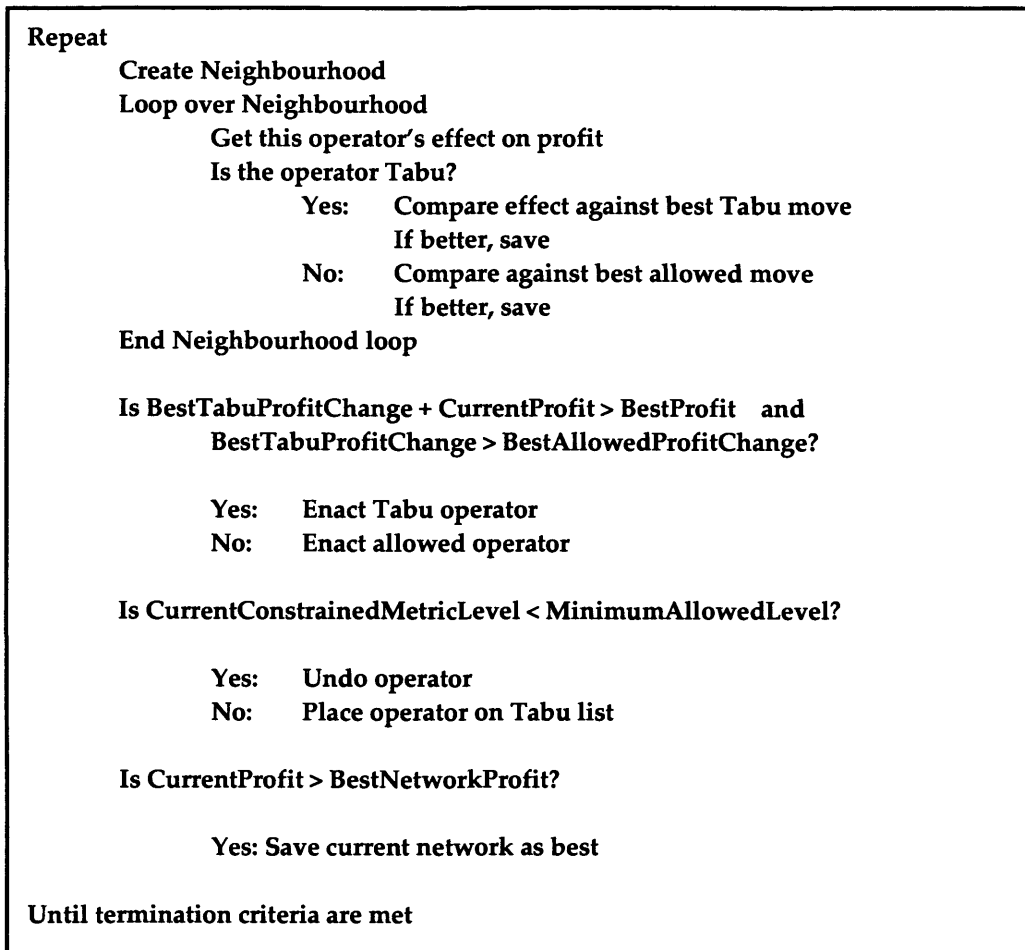 Repeat
Create Neighbourhood
Loop over Neighbourhood
Get this operator's effect on profit
Is the operator Tabu?
Yes: Compare effect against best Tabu move
If better, save
No: Compare against best allowed move
If better, save
End Neighbourhood loop
Is BestTabuProfitChange + CurrentProfit > BestProfit and
BestTabuProfitChange > BestAllowedProfitChange?
Yes: Enact Tabu operator
No: Enact allowed operator
Is CurrentConstrainedMetricLevel < MinimumAllowedLevel?
Yes: Undo operator
No: Place operator on Tabu list
Is CurrentProfit > BestNetworkProfit?
Yes: Save current network as best
Until termination criteria are met